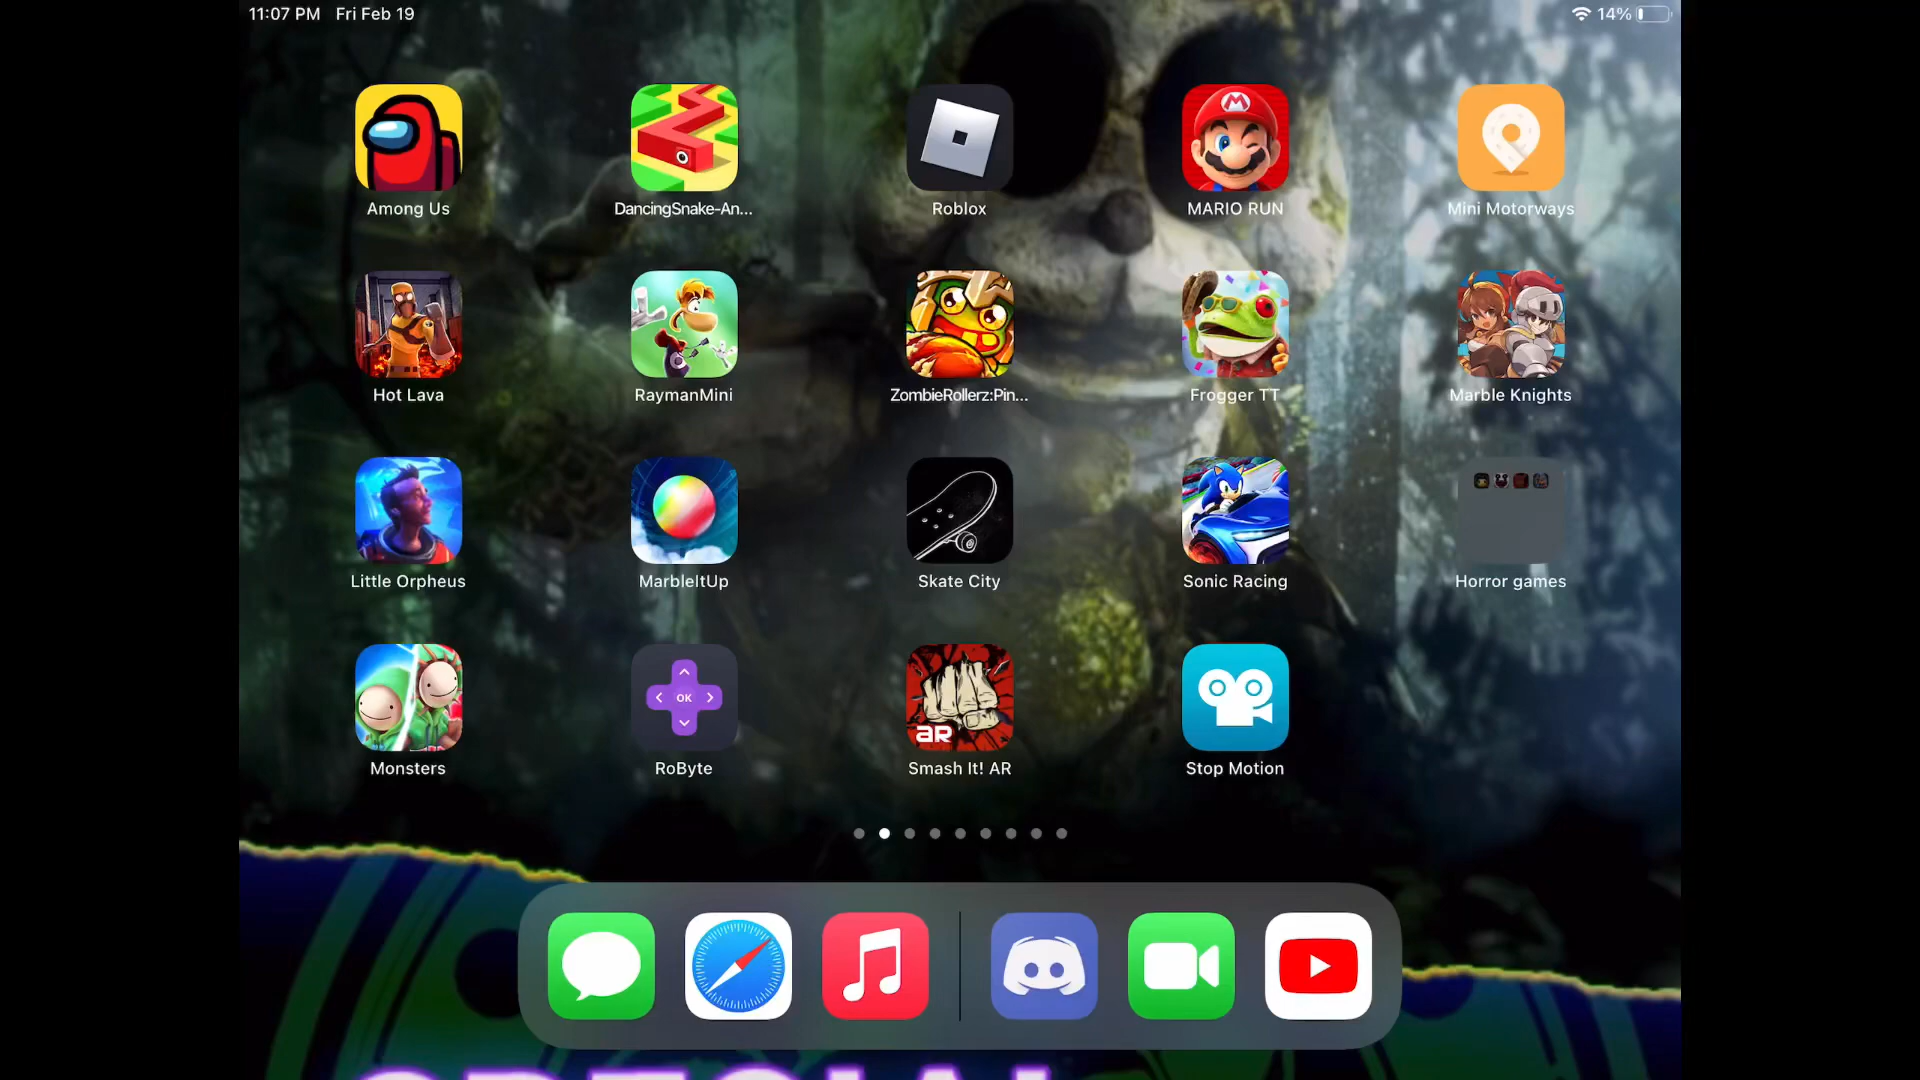 11:07 PM Fri Feb 19
14%
Among Us
DancingSnake-An...
Roblox
MARIO RUN
Mini Motorways
Hot Lava
RaymanMini
ZombieRollerz:Pin...
Frogger TT
Marble Knights
Little Orpheus
MarbleItUp
Skate City
Sonic Racing
Horror games
OK
aR
Monsters
RoByte
Smash It! AR
Stop Motion